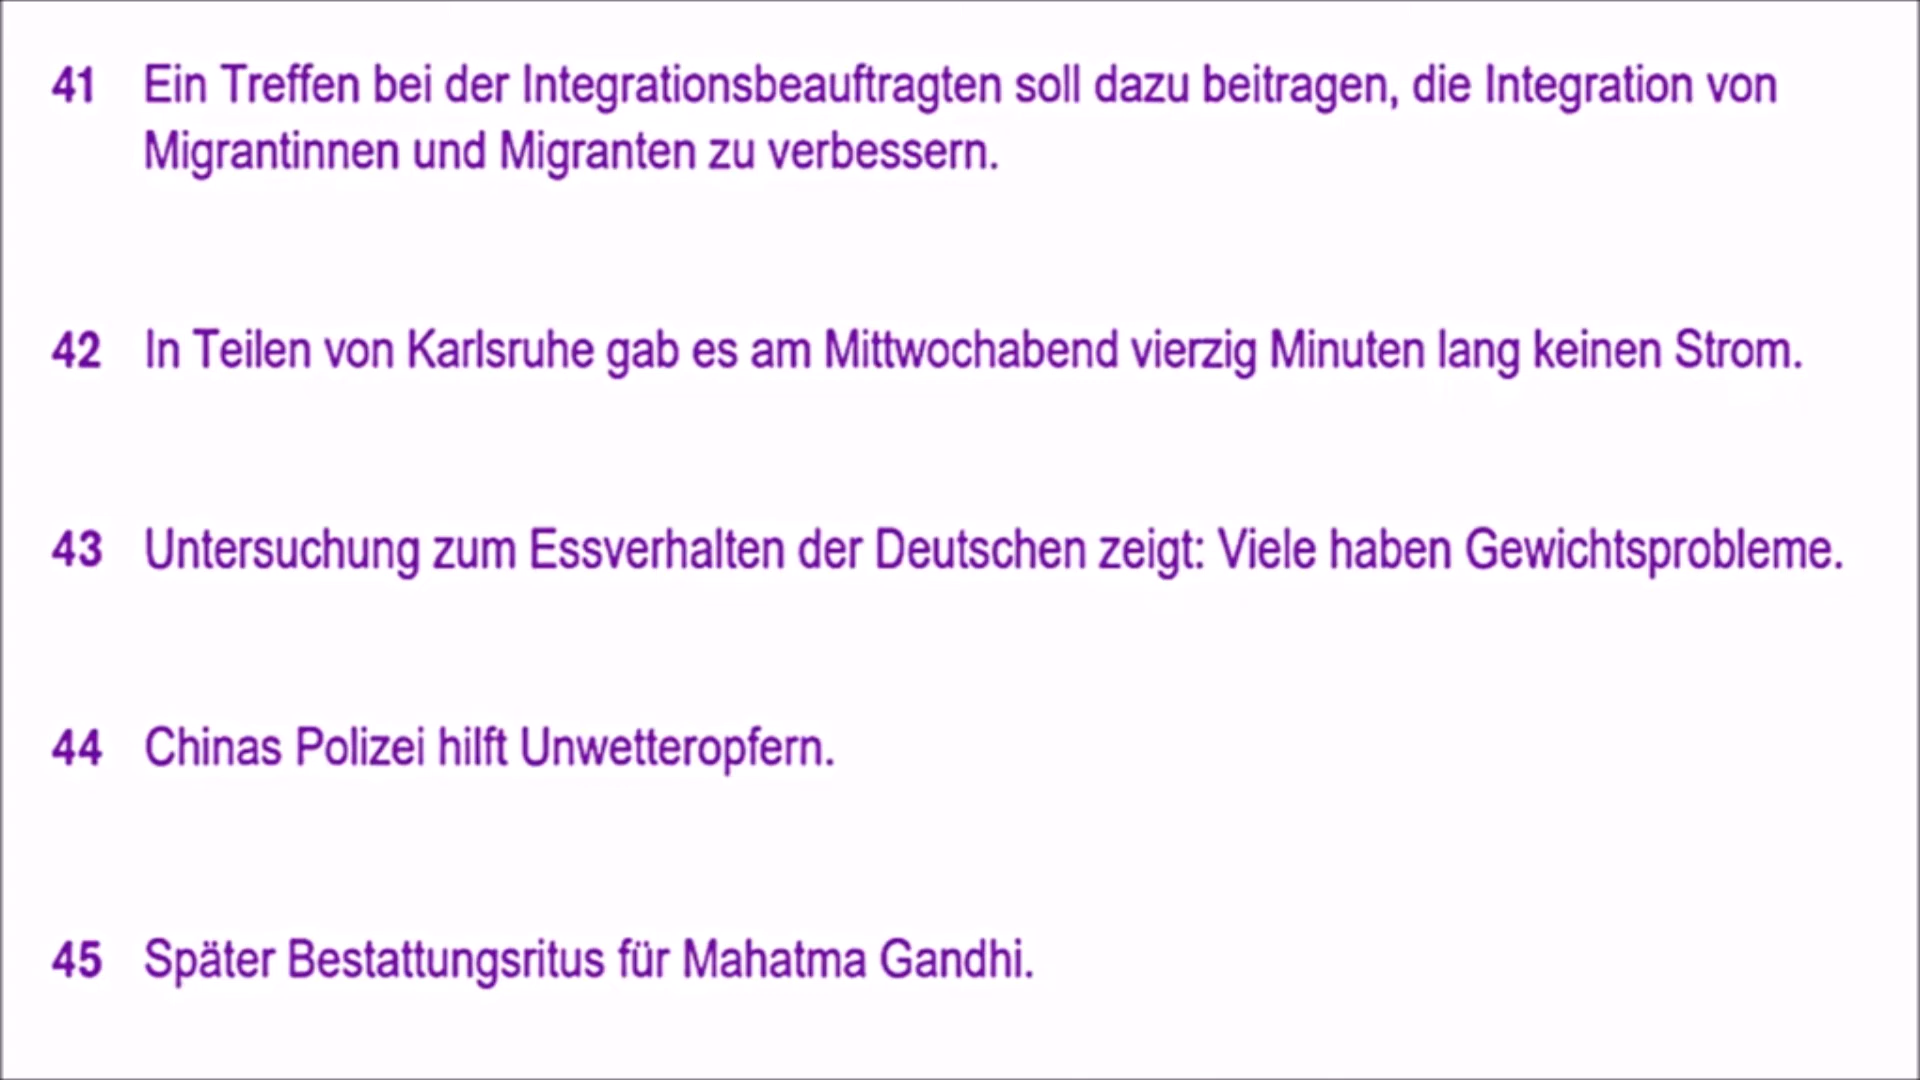 41 Ein Treffen bei der Integrationsbeauftragten soll dazu beitragen, die Integration von
Migrantinnen und Migranten zu verbessern.
42 In Teilen von Karlsruhe gab es am Mittwochabend vierzig Minuten lang keinen Strom.
43 Untersuchung zum Essverhalten der Deutschen zeigt: Viele haben Gewichtsprobleme.
44 Chinas Polizei hilft Unwetteropfern.
45 Später Bestattungsritus für Mahatma Gandhi.